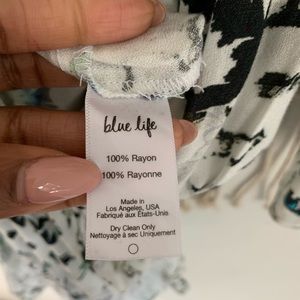 blue life
100% Rayon
100% Rayonne
Made in
Los Angeles, USA
Fabriqué aux États-Unis
Dry Clean Only
Nettoyage à sec Uniquement